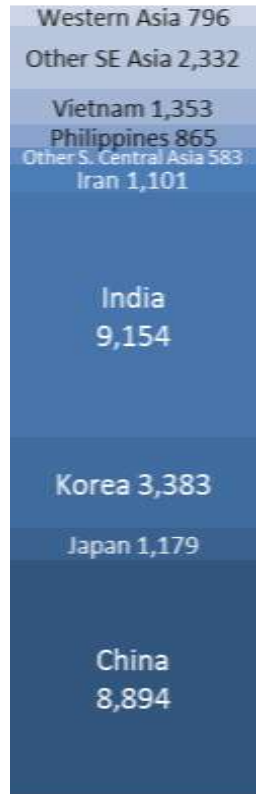 Western Asia 796
Other SE Asia 2,332
Vietnam 1,353
Philippines 865
Other S. Central Asia 583
Iran 1,101
India
9,154
Korea 3,383
Japan 1,179
China
8,894